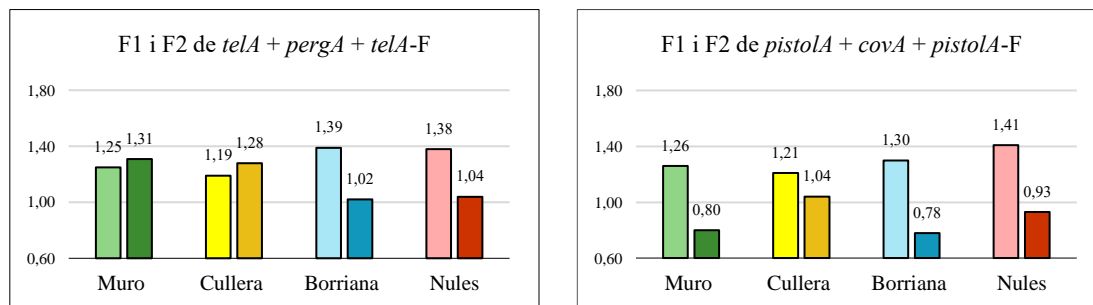 F1 i F2 de telA + pergA + telA-F
1,80
1,40
1,00
0,60
1,25
1,31
1,19
1,28
1,39
1,02
1,38
1,04
Muro
Cullera
Borriana
Nules
F1 i F2 de pistolA + covA + pistolA-F
1,80
1,40
1,00
0,60
1,26
0,80
1,21
1,04
1,30
0,78
1,41
0,93
Muro
Cullera
Borriana
Nules